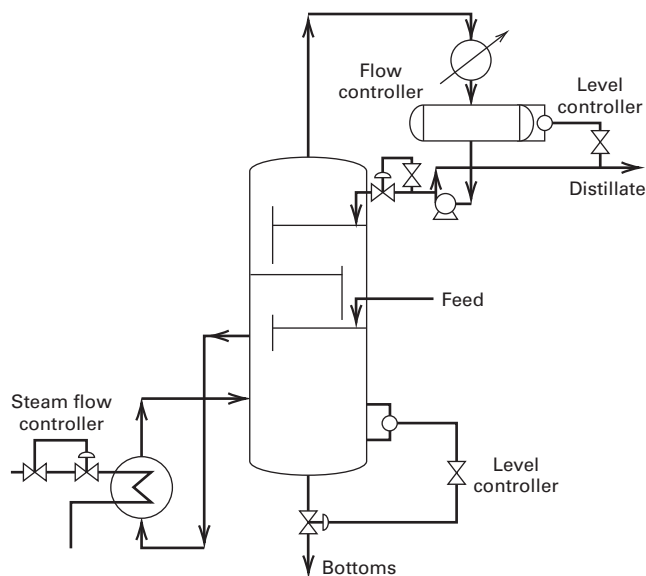 Flow
controller
Level
controller
Distillate
Feed
Steam flow
controller
Level
controller
Bottoms